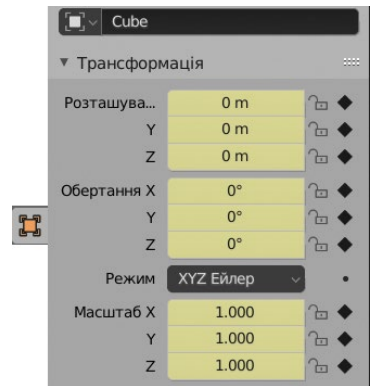 Cube
Трансформація
Розташува... 0 m
Y 0 m
Z 0 m
Обертання X 0°
Y 0°
Z 0°
Режим XYZ Ейлер
Масштаб X 1.000
Y 1.000
Z 1.000